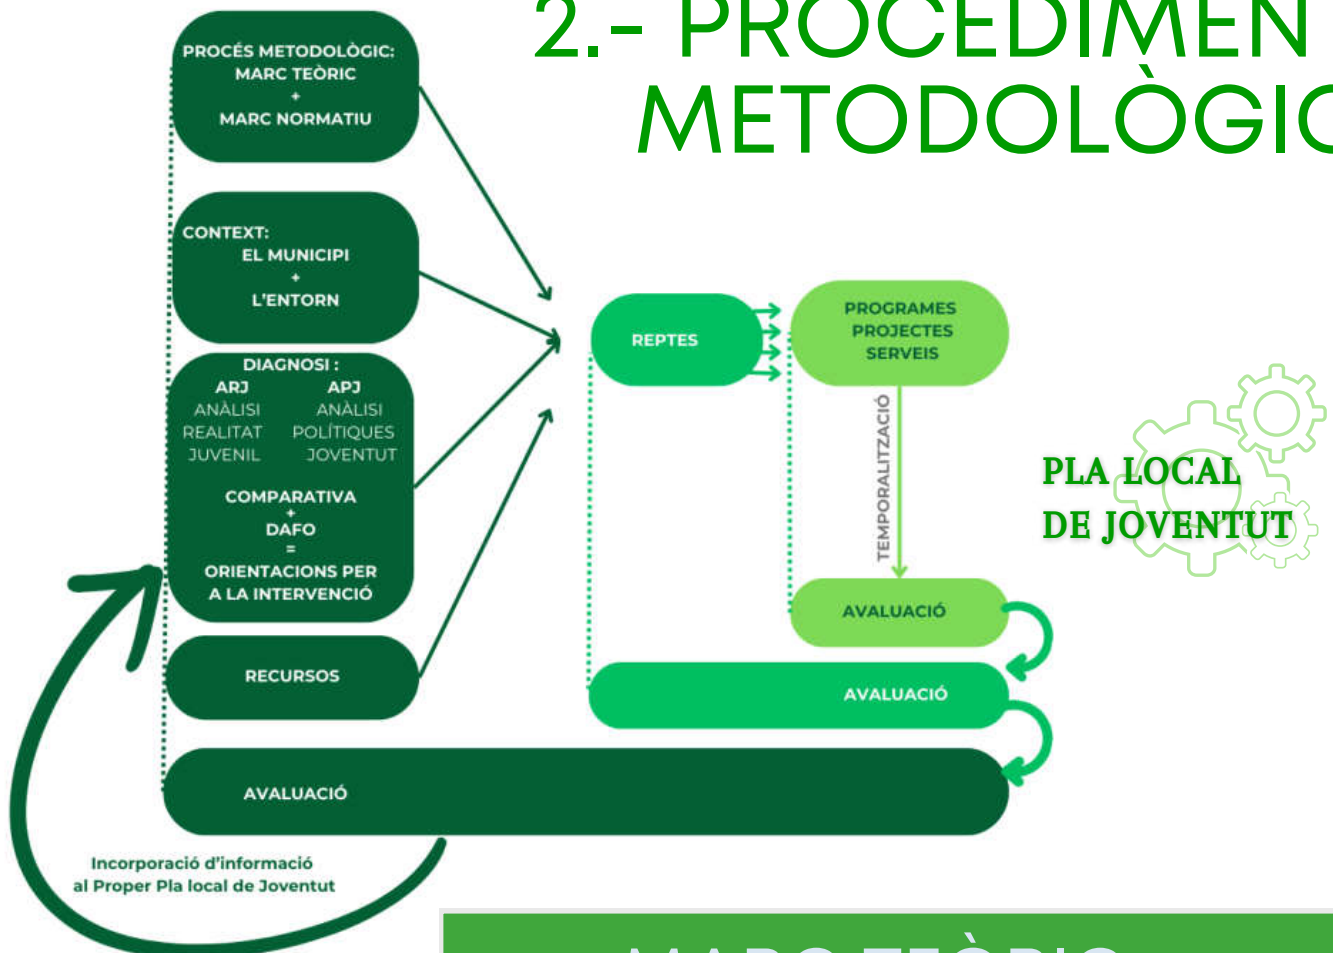 2.- PROCEDIMEN
METODOLÒGIC
PROCÉS METODOLÒGIC:
MARC TEÒRIC
+
MARC NORMATIU
CONTEXT:
EL MUNICIPI
+
L'ENTORN
DIAGNOSI :
ARJ APJ
ANÀLISI ANÀLISI
REALITAT POLÍTIQUES
JUVENIL JOVENTUT
COMPARATIVA
+
DAFO
=
ORIENTACIONS PER
A LA INTERVENCIÓ
RECURSOS
AVALUACIÓ
REPTES
PROGRAMES
PROJECTES
SERVEIS
TEMPORALITZACIÓ
AVALUACIÓ
AVALUACIÓ
PLA LOCAL
DE JOVENTUT
Incorporació d'informació
al Proper Pla local de Joventut
MARC TEÒRIC